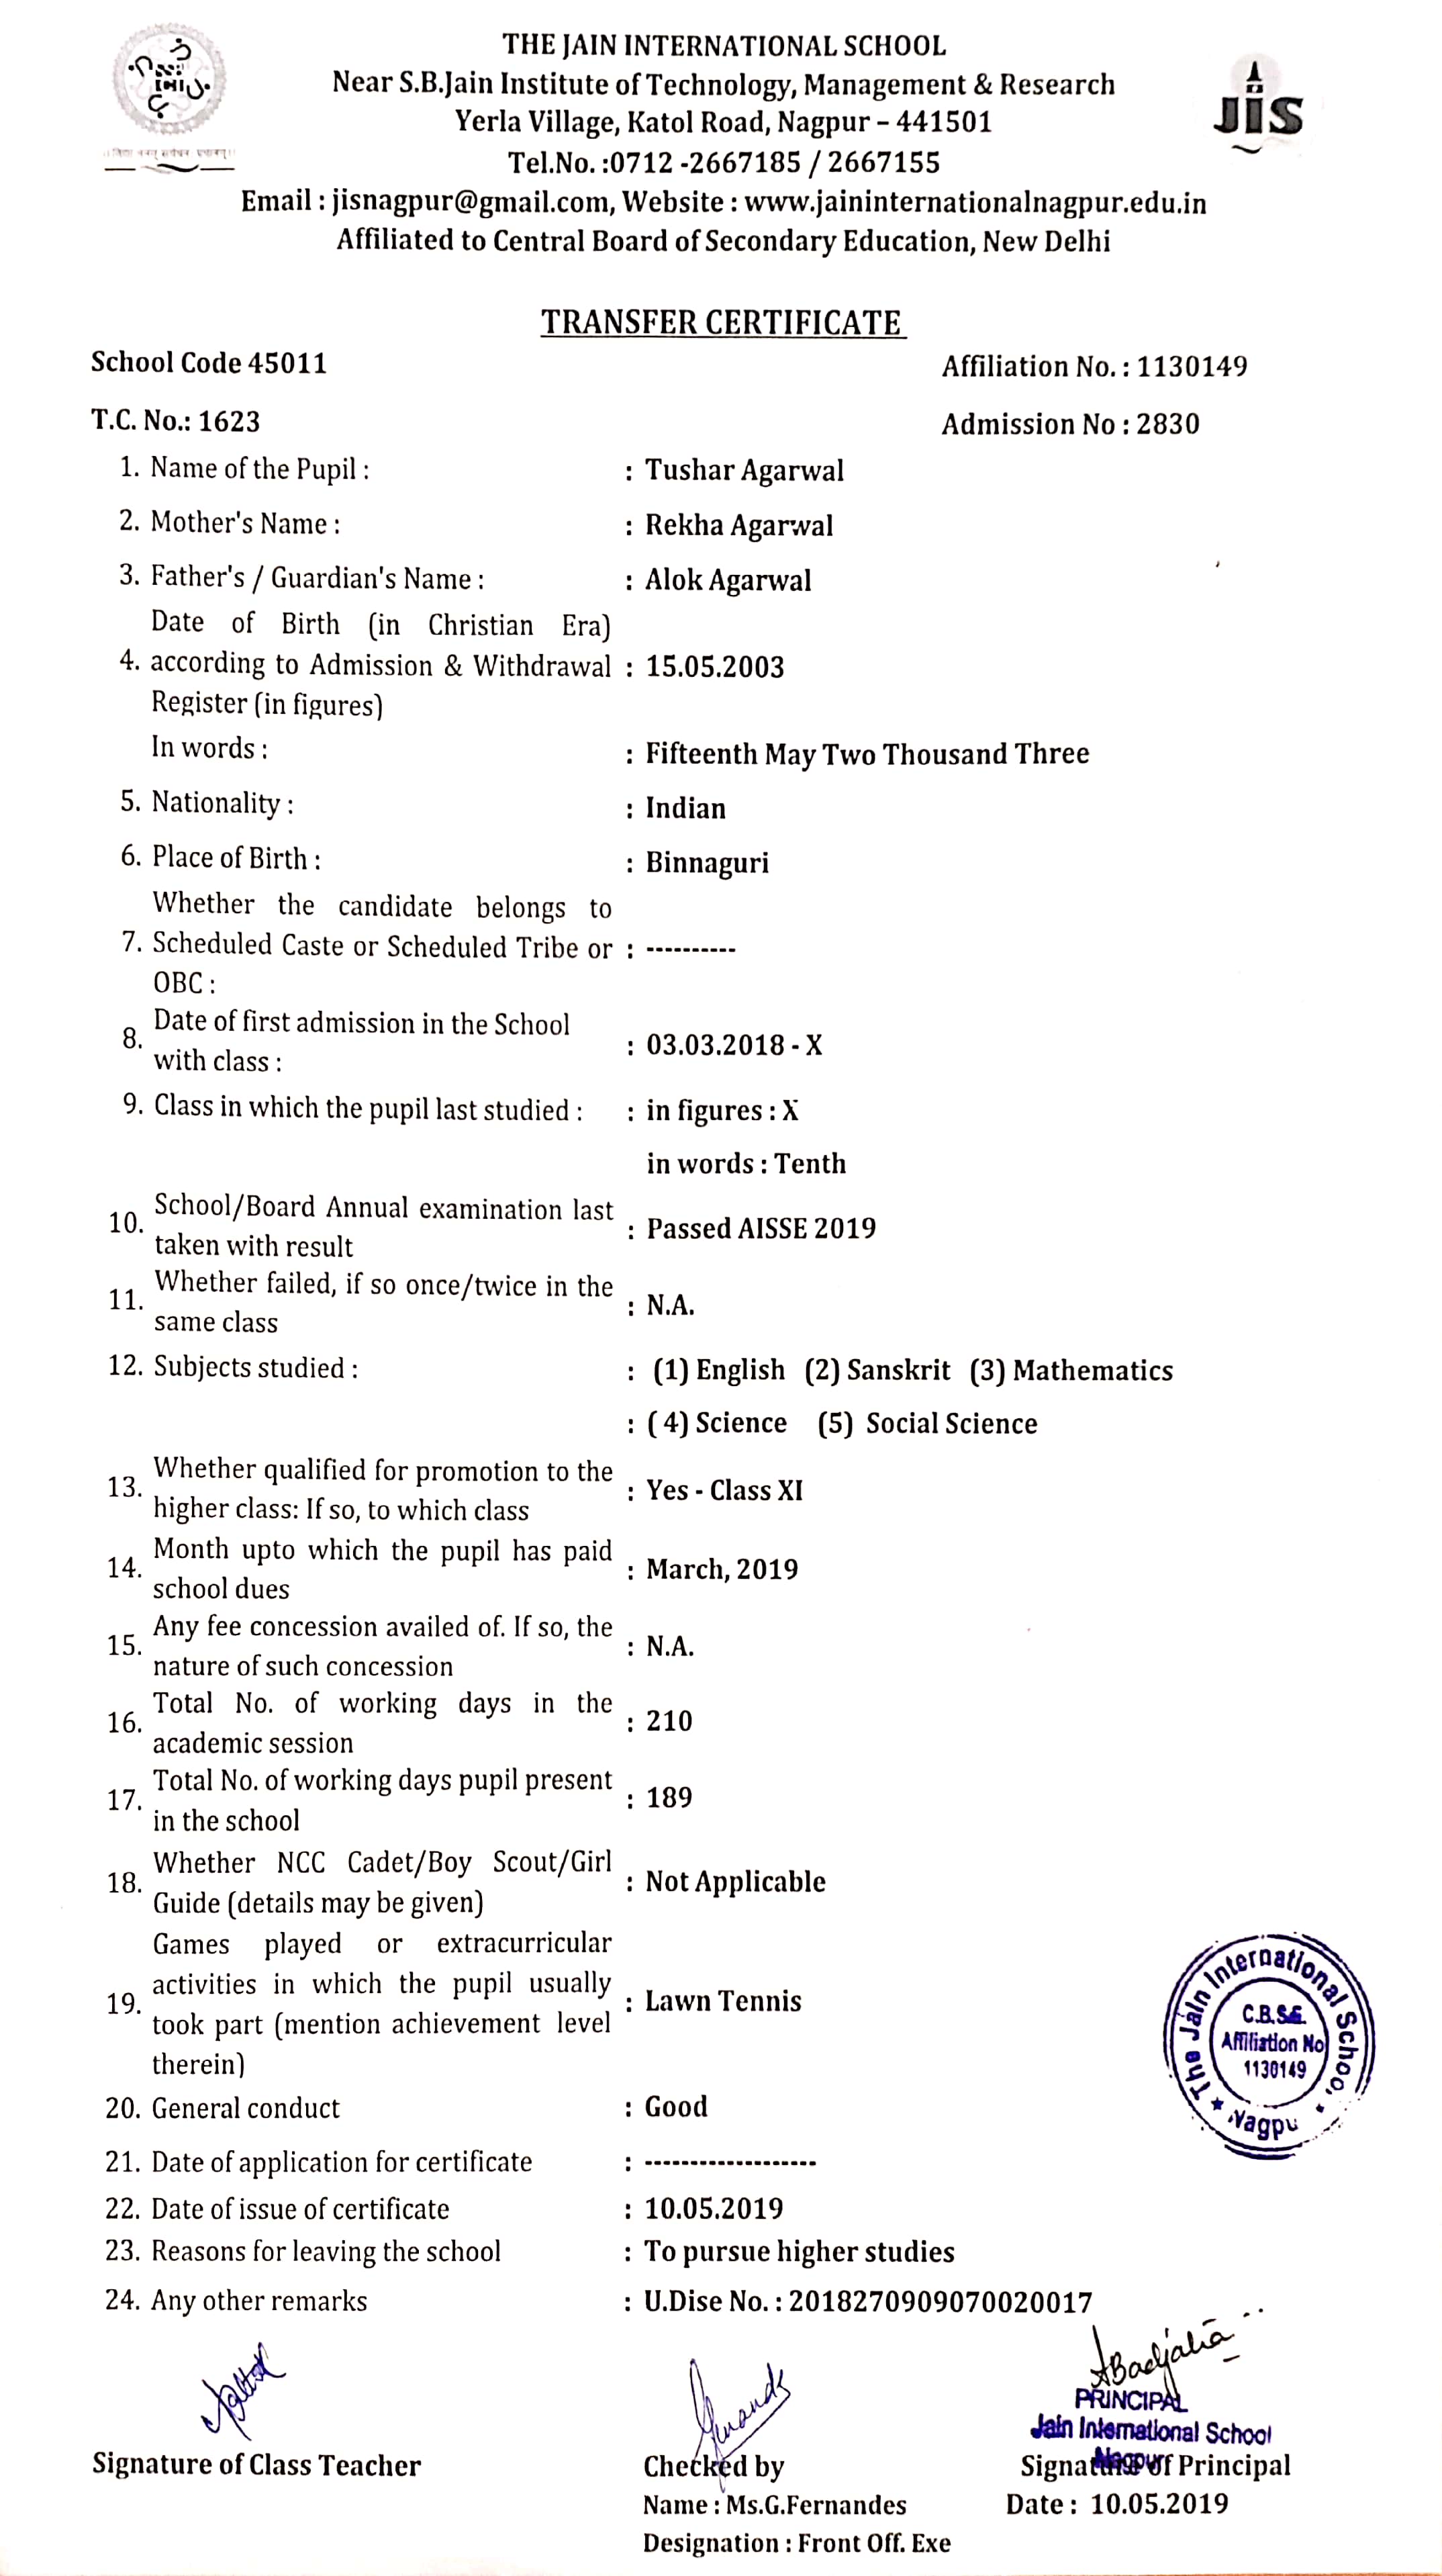 THE JAIN INTERNATIONAL SCHOOL
Near S.B.Jain Institute of Technology, Management & Research
Yerla Village, Katol Road, Nagpur – 441501
Tel.No. :0712 -2667185 / 2667155
Email : jisnagpur@gmail.com, Website : www.jaininternationalnagpur.edu.in
Affiliated to Central Board of Secondary Education, New Delhi
JIS
TRANSFER CERTIFICATE
School Code 45011 Affiliation No. : 1130149
T.C. No.: 1623 Admission No : 2830
1. Name of the Pupil : : Tushar Agarwal
2. Mother's Name : : Rekha Agarwal
3. Father's / Guardian's Name : : Alok Agarwal
Date of Birth (in Christian Era)
4. according to Admission & Withdrawal : 15.05.2003
Register (in figures)
In words : : Fifteenth May Two Thousand Three
5. Nationality : : Indian
6. Place of Birth : : Binnaguri
Whether the candidate belongs to
7. Scheduled Caste or Scheduled Tribe or : ----------
OBC :
8. Date of first admission in the School
with class : : 03.03.2018 - X
9. Class in which the pupil last studied : : in figures : X
in words : Tenth
10. School/Board Annual examination last
taken with result : Passed AISSE 2019
11. Whether failed, if so once/twice in the
same class : N.A.
12. Subjects studied : : (1) English (2) Sanskrit (3) Mathematics
: ( 4) Science (5) Social Science
13. Whether qualified for promotion to the
higher class: If so, to which class : Yes - Class XI
14. Month upto which the pupil has paid
school dues : March, 2019
15. Any fee concession availed of. If so, the
nature of such concession : N.A.
16. Total No. of working days in the
academic session : 210
17. Total No. of working days pupil present
in the school : 189
18. Whether NCC Cadet/Boy Scout/Girl
Guide (details may be given) : Not Applicable
Games played or extracurricular
activities in which the pupil usually
19. took part (mention achievement level : Lawn Tennis
therein)
The Jain International School
C.B.S.E.
Affiliation No
1130149
Nagpu
20. General conduct : Good
21. Date of application for certificate : -------------------
22. Date of issue of certificate : 10.05.2019
23. Reasons for leaving the school : To pursue higher studies
24. Any other remarks : U.Dise No. : 2018270909070020017
PRINCIPAL
Jain International School
Nagpur
Signature of Class Teacher Checked by Signature of Principal
Name : Ms.G.Fernandes Date : 10.05.2019
Designation : Front Off. Exe